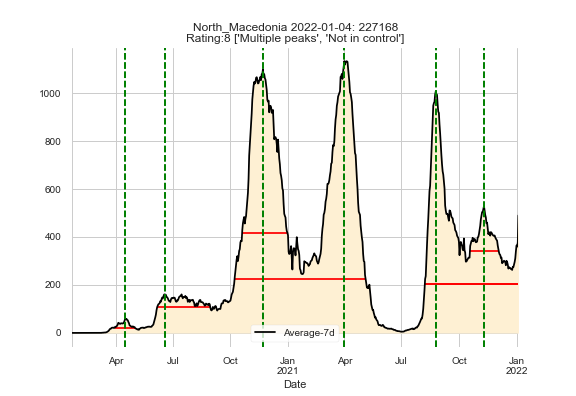 North_Macedonia 2022-01-04: 227168
Rating:8 ['Multiple peaks', 'Not in control']
1000
800
600
400
200
0
Average-7d
Apr Jul Oct Jan Apr Jul Oct Jan
2021 2022
Date